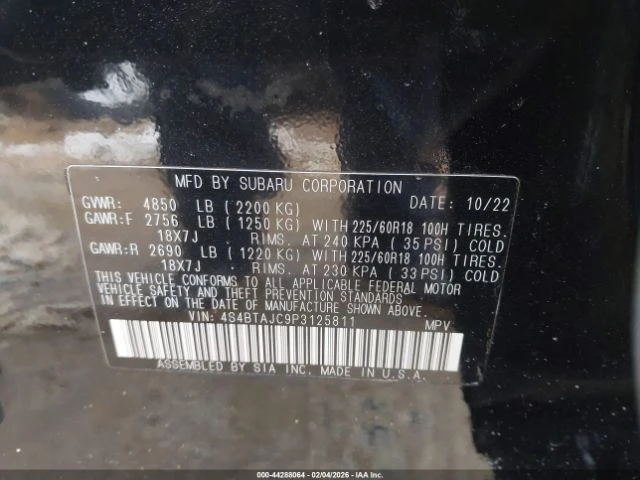 MFD BY SUBARU CORPORATION DATE: 10/22
GVWR: 4850 LB ( 2200 KG)
GAWR:F 2756 LB ( 1250 KG) WITH 225/60R18 100H TIRES.
18X7J RIMS. AT 240 KPA ( 35 PSI) COLD
GAWR:R 2690 LB ( 1220 KG) WITH 225/60R18 100H TIRES.
18X7J RIMS. AT 230 KPA ( 33 PSI) COLD
THIS VEHICLE CONFORMS TO ALL APPLICABLE FEDERAL MOTOR
VEHICLE SAFETY AND THEFT PREVENTION STANDARDS
IN EFFECT ON THE DATE OF MANUFACTURE SHOWN ABOVE.
VIN: 4S4BTAJC9P3125811 MPV
ASSEMBLED BY SIA INC. MADE IN U.S.A.
000-44288064 - 02/04/2026 - IAAI.COM